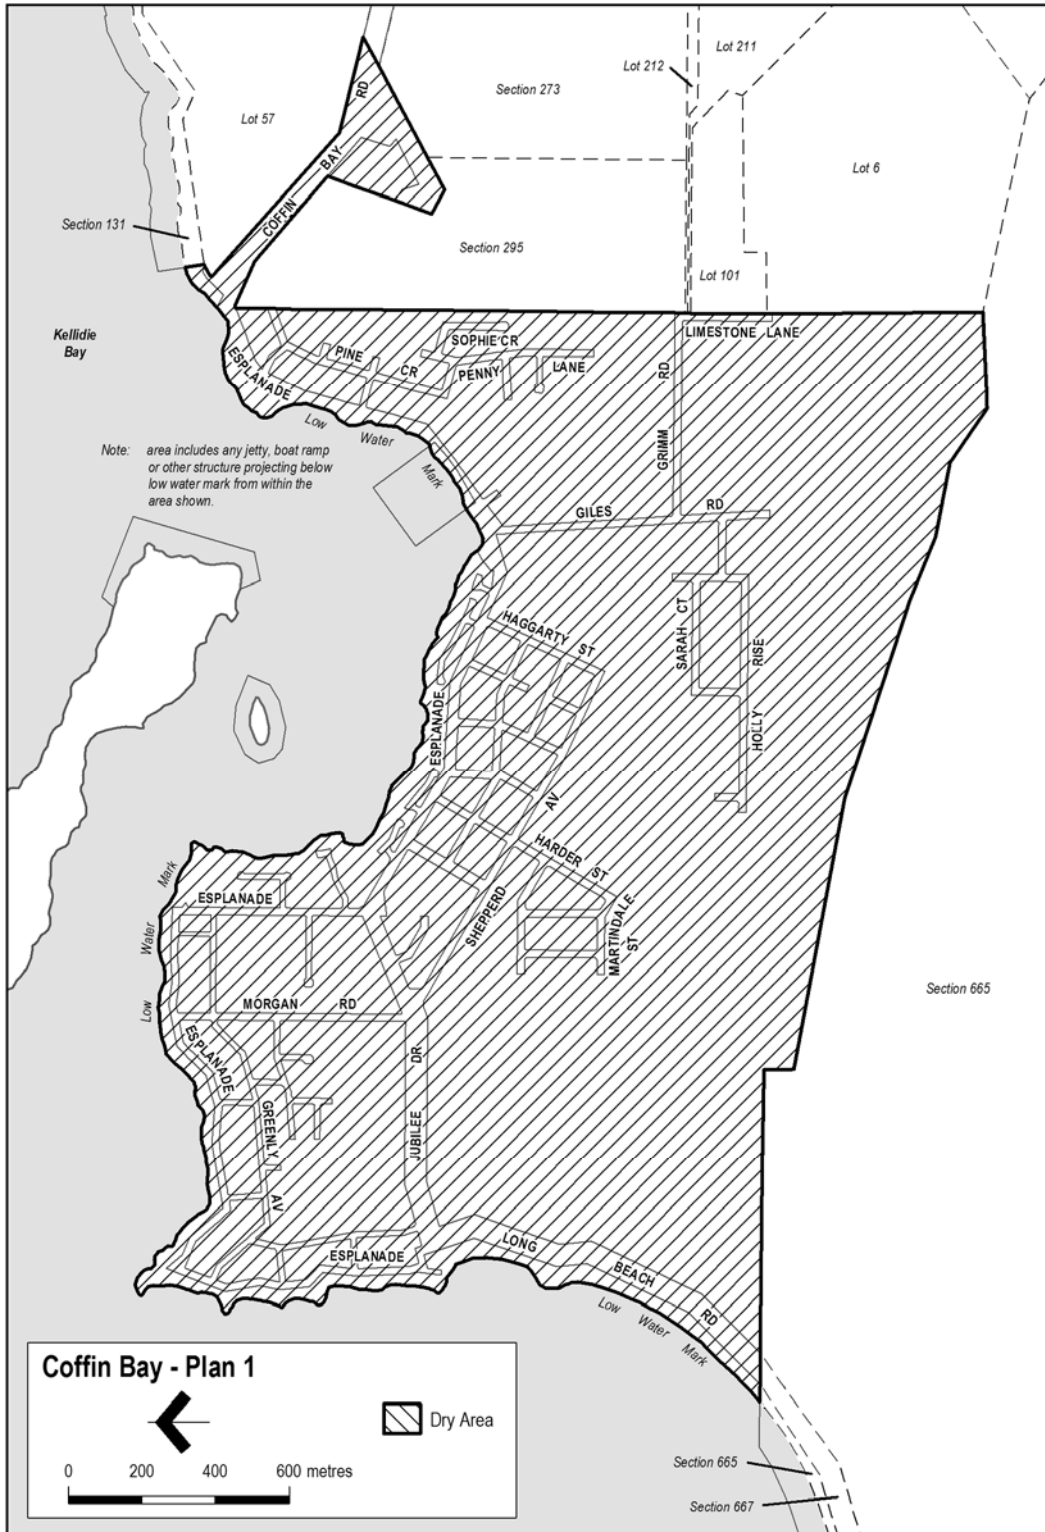 Lot 211
Lot 212
Section 273
RD
Lot 57
BAY
Lot 6
COFFIN
Section 131
Section 295
Lot 101
Kellidie
Bay
LIMESTONE LANE
SOPHIE CR
PINE
CR
PENNY
LANE
ESPLANADE
RD
GRIMM
Low
Water
Mark
Note: area includes any jetty, boat ramp
or other structure projecting below
low water mark from within the
area shown.
GILES
RD
HAGGARTY ST
SARAH CT
RISE
HOLLY
ESPLANADE
AV
HARDER ST
SHEPPERD
MARTINDALE
ST
Mark
Water
Low
ESPLANADE
MORGAN RD
Section 665
ESPLANADE
DR
JUBILEE
GREENLY
AV
ESPLANADE
LONG
BEACH
RD
Low
Water
Mark
Coffin Bay - Plan 1
Dry Area
0 200 400 600 metres
Section 665
Section 667